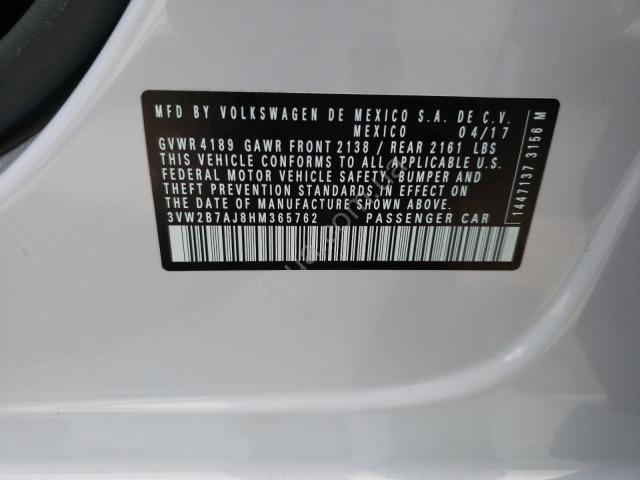 MFD BY VOLKSWAGEN DE MEXICO S.A. DE C.V.
MEXICO 04/17
GVWR 4189 GAWR FRONT 2138 / REAR 2161 LBS
THIS VEHICLE CONFORMS TO ALL APPLICABLE U.S.
FEDERAL MOTOR VEHICLE SAFETY, BUMPER AND
THEFT PREVENTION STANDARDS IN EFFECT ON
THE DATE OF MANUFACTURE SHOWN ABOVE.
3VW2B7AJ8HM365762 PASSENGER CAR
1447137 3156 M